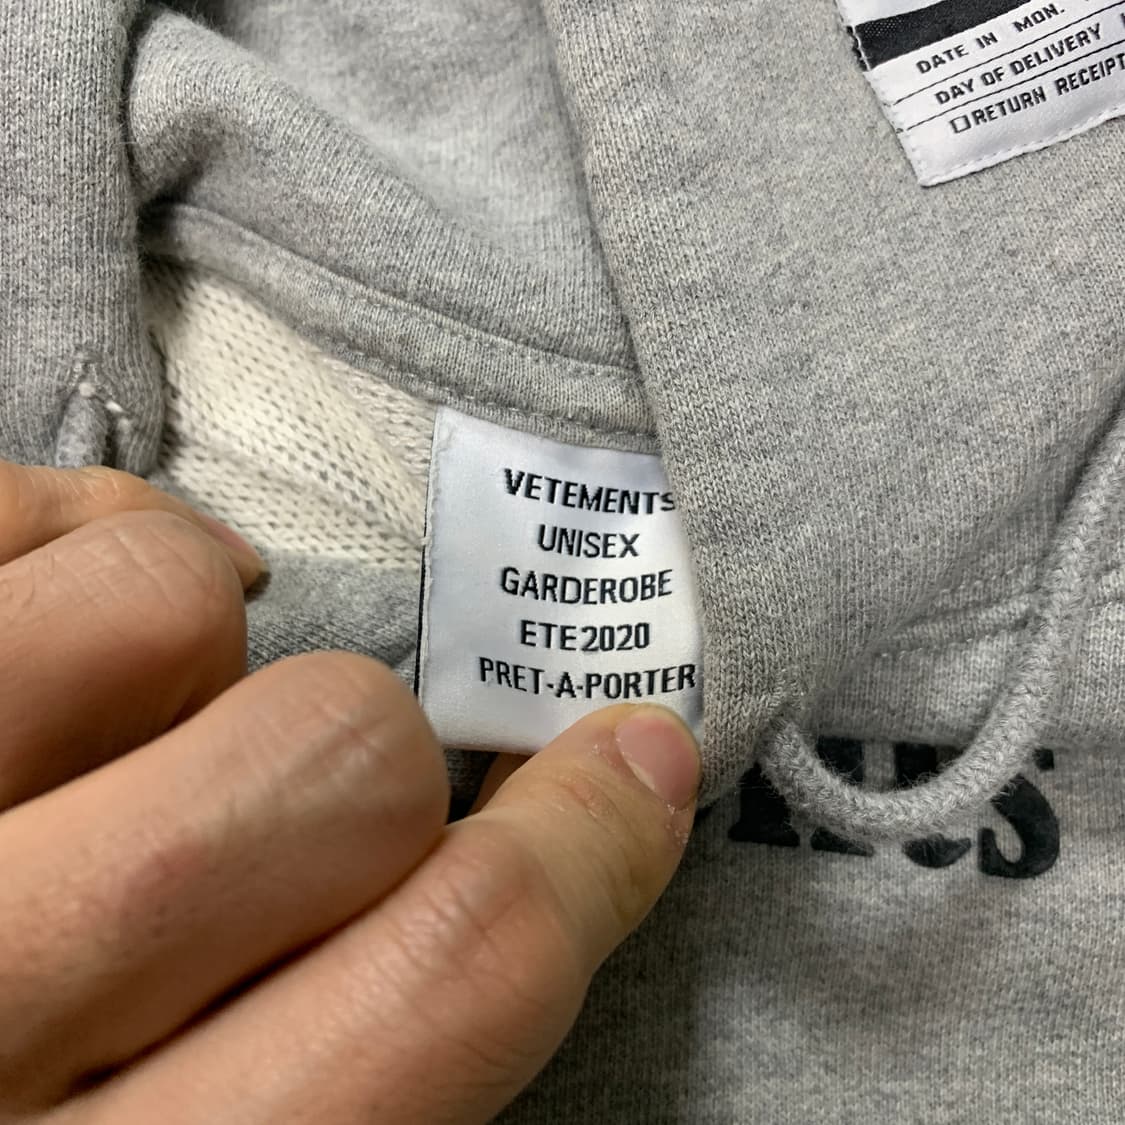 DATE IN MON.
DAY OF DELIVERY
RETURN RECEIPT
VETEMENTS
UNISEX
GARDEROBE
ETE 2020
PRET-A-PORTER